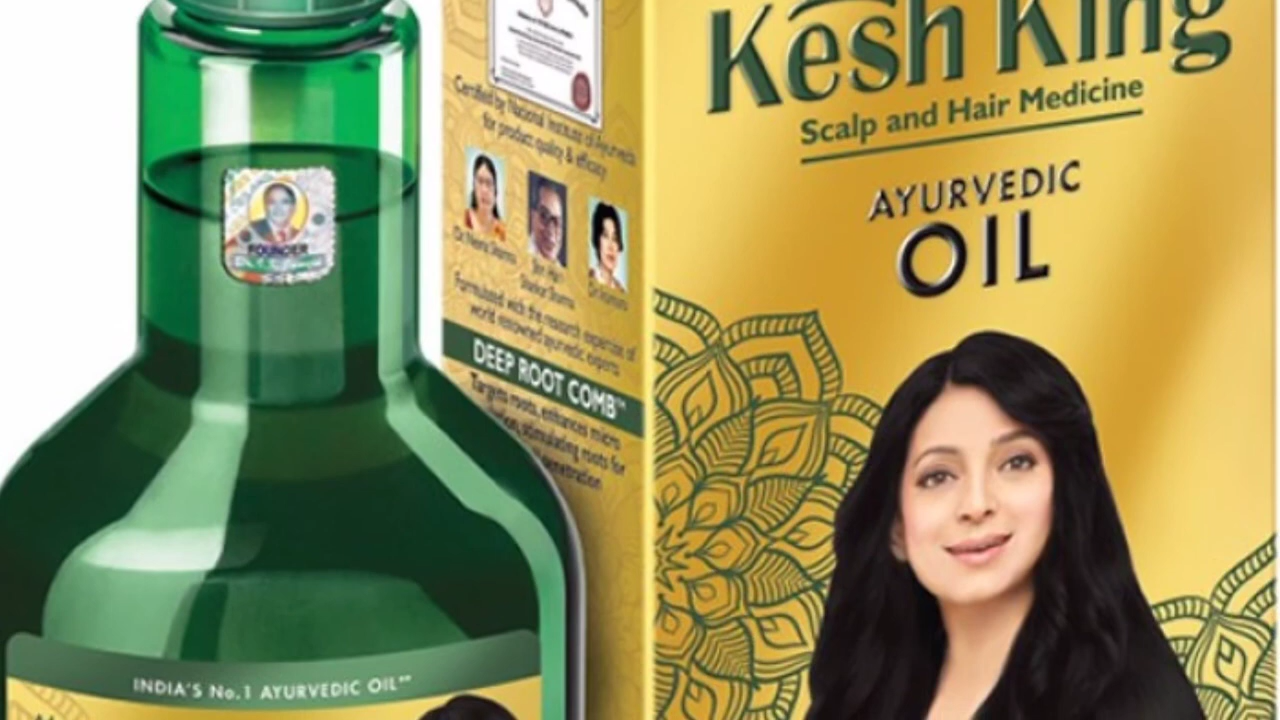 FOUNDER
INDIA'S No.1 AYURVEDIC OIL**
Certified by National Institute of Ayurveda
for product quality & efficacy
Formulated with the research expertise of
world renowned ayurvedic experts
DEEP ROOT COMB™
Targets roots, enhances micro
stimulating roots for
penetration
Kesh King
Scalp and Hair Medicine
AYURVEDIC
OIL